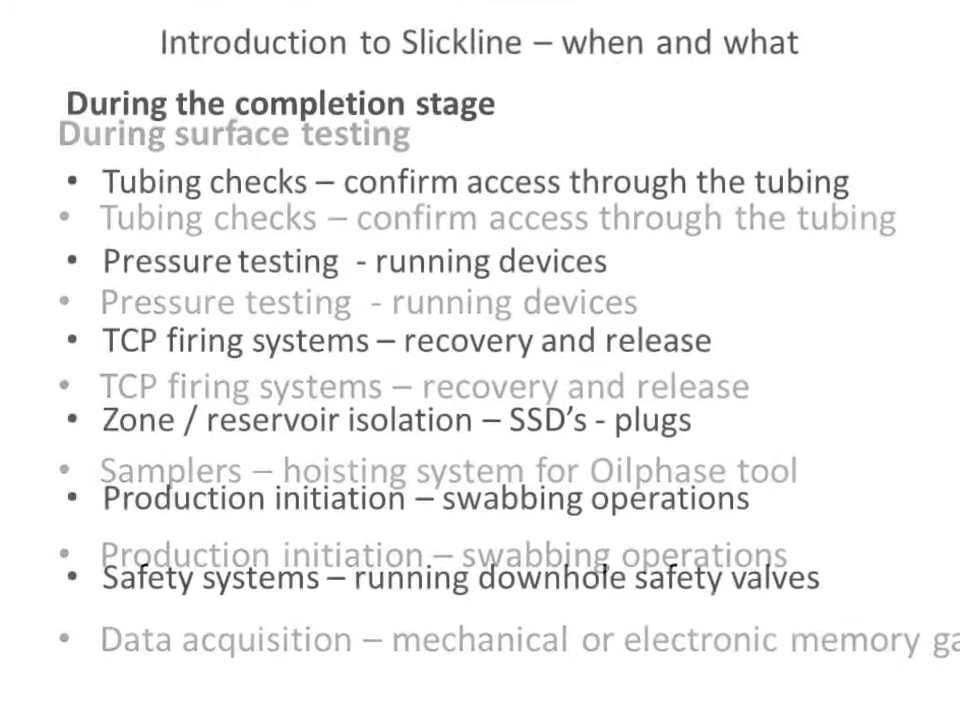 Introduction to Slickline – when and what
During the completion stage
During surface testing
• Tubing checks – confirm access through the tubing
• Tubing checks – confirm access through the tubing
• Pressure testing - running devices
• Pressure testing - running devices
• TCP firing systems – recovery and release
• TCP firing systems – recovery and release
• Zone / reservoir isolation – SSD's - plugs
• Samplers – hoisting system for Oilphase tool
• Production initiation – swabbing operations
• Production initiation – swabbing operations
• Safety systems – running downhole safety valves
• Data acquisition – mechanical or electronic memory